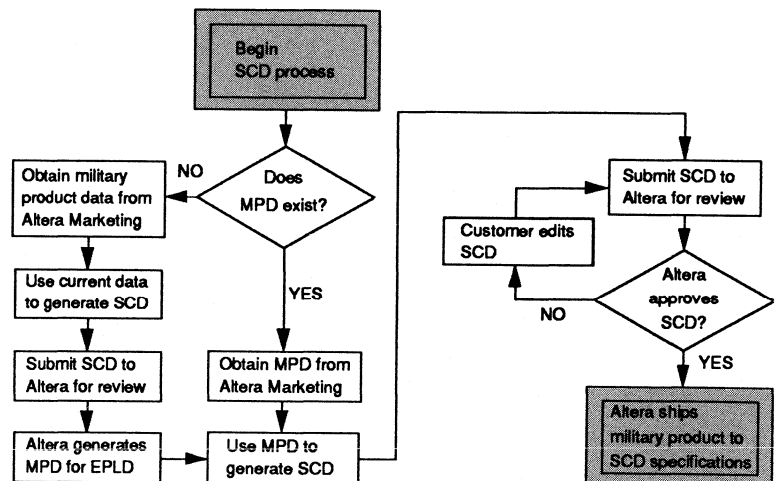 Begin
SCD process
Does
MPD exist?
NO
YES
Obtain military
product data from
Altera Marketing
Use current data
to generate SCD
Submit SCD to
Altera for review
Altera generates
MPD for EPLD
Obtain MPD from
Altera Marketing
Use MPD to
generate SCD
Submit SCD to
Altera for review
Customer edits
SCD
Altera
approves
SCD?
NO
YES
Altera ships
military product to
SCD specifications